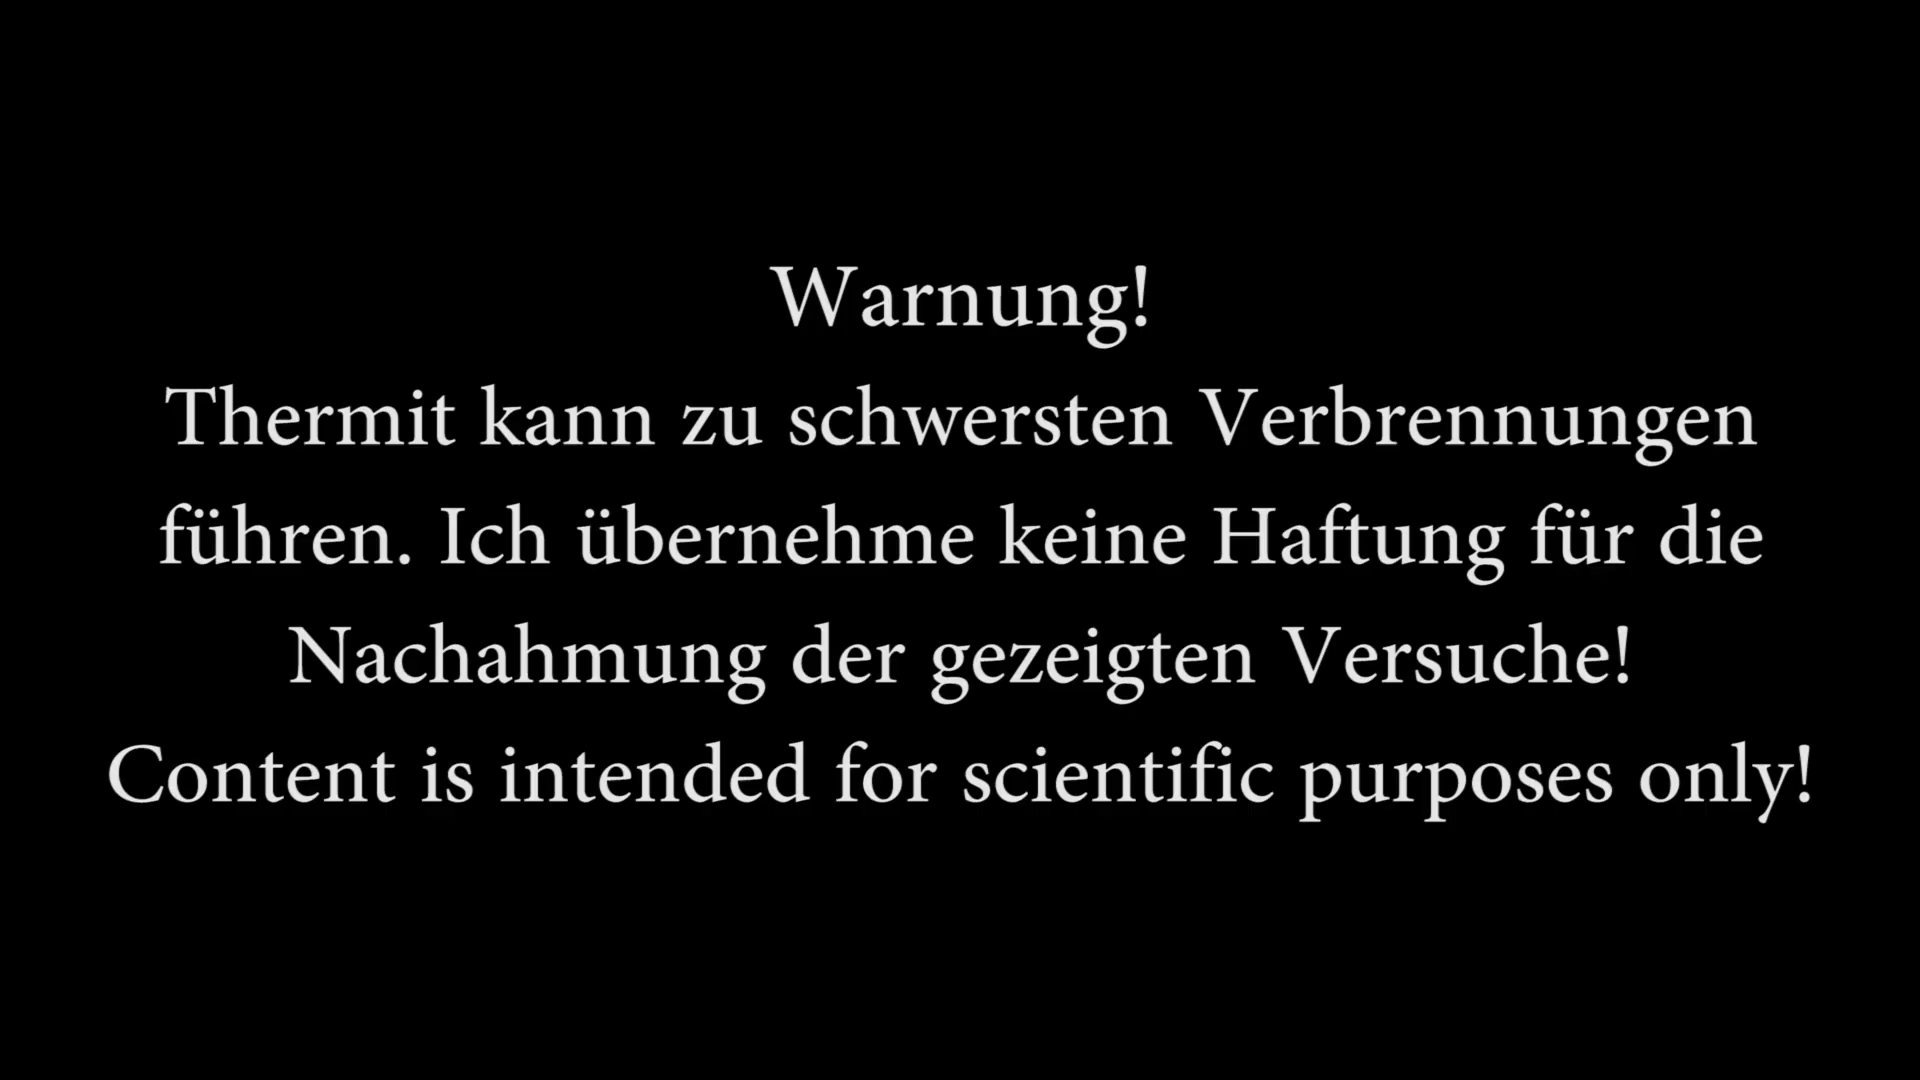 Warnung!
Thermit kann zu schwersten Verbrennungen
führen. Ich übernehme keine Haftung für die
Nachahmung der gezeigten Versuche!
Content is intended for scientific purposes only!